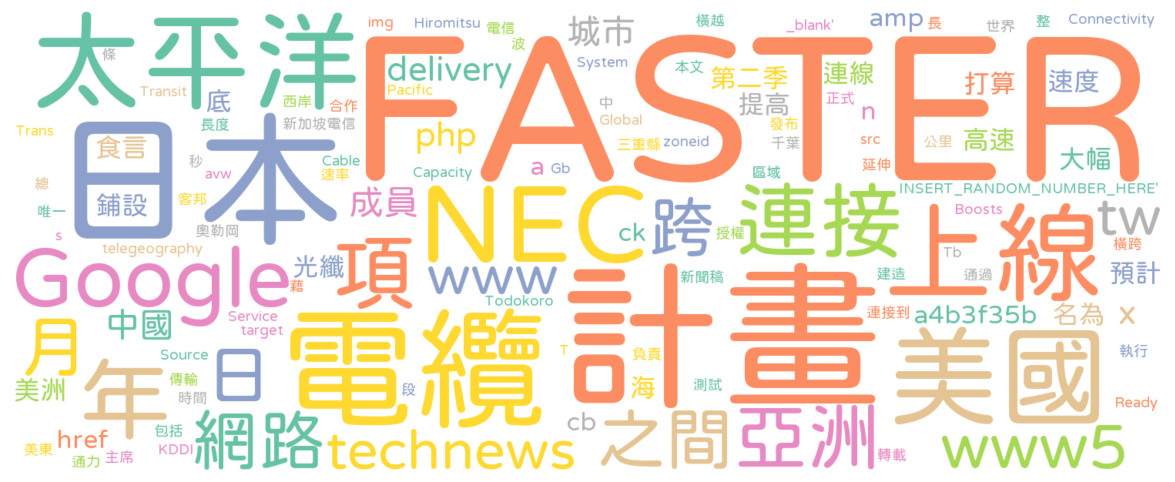 太平洋
條
Transit
底
西岸
長度
合作
新加坡電信
img
Hiromitsu
電信
波
delivery
Pacific
FASTER
城市
System
橫越
本文
_blank'
amp
長
世界
整
Connectivity
第二季
提高
連線
正式
n
打算
速度
Trans
日本
食言
鋪設
秒
avw
Cable
速率
php
Capacity
a
Gb
中
Global
三重縣
zoneid
發布
千葉
src
延伸
公里
高速
大幅
區域
INSERT_RANDOM_NUMBER_HERE'
總
唯一
客邦
奧勒岡
成員
NEC
ck
跨
授權
連接
上線
Boosts
tw
橫跨
s
telegeography
Google
光纖
藉
項
www
Todokoro
新聞稿
計畫
建造
Tb
通過
預計
連接到
a4b3f35b
名為
x
月
中國
Service
target
電纜
Source
年
日
T
負責
海
測試
美國
執行
美洲
傳輸
時間
段
Ready
href
美東
通力
主席
包括
KDDI
網路
technews
cb
之間
亞洲
轉載
www5